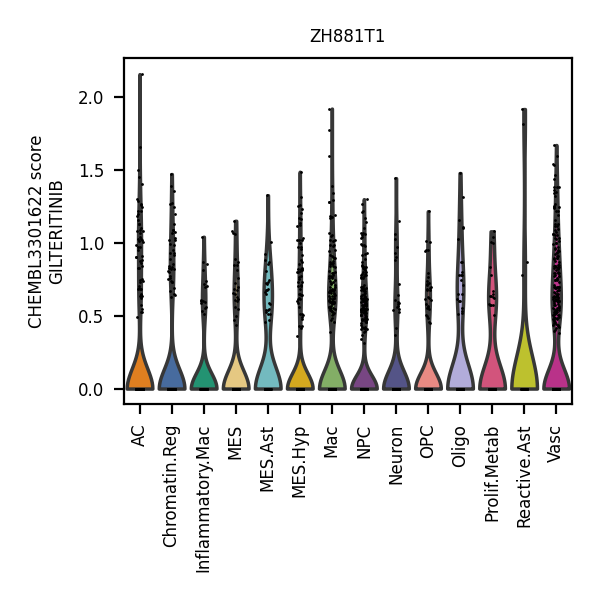 ZH881T1
CHEMBL3301622 score
GILTERITINIB
2.0
1.5
1.0
0.5
0.0
AC
Chromatin.Reg
Inflammatory.Mac
MES
MES.Ast
MES.Hyp
Mac
NPC
Neuron
OPC
Oligo
Prolif.Metab
Reactive.Ast
Vasc